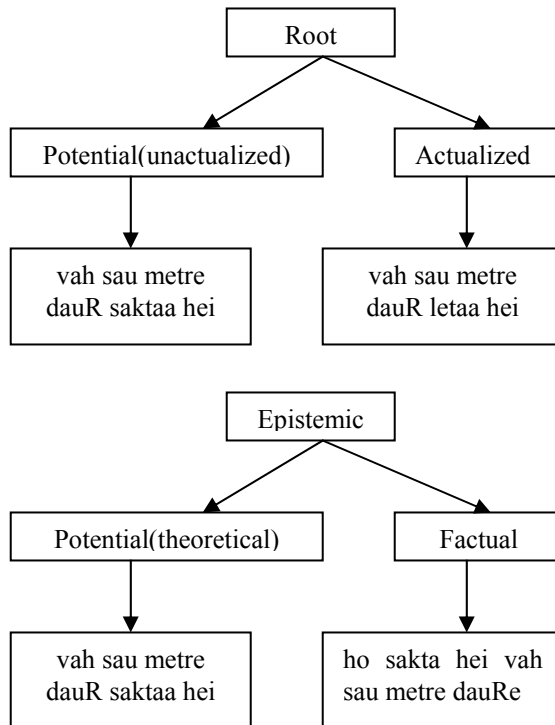 Root
Potential(unactualized)
Actualized
vah sau metre
dauR saktaa hei
vah sau metre
dauR letaa hei
Epistemic
Potential(theoretical)
Factual
vah sau metre
dauR saktaa hei
ho sakta hei vah
sau metre dauRe